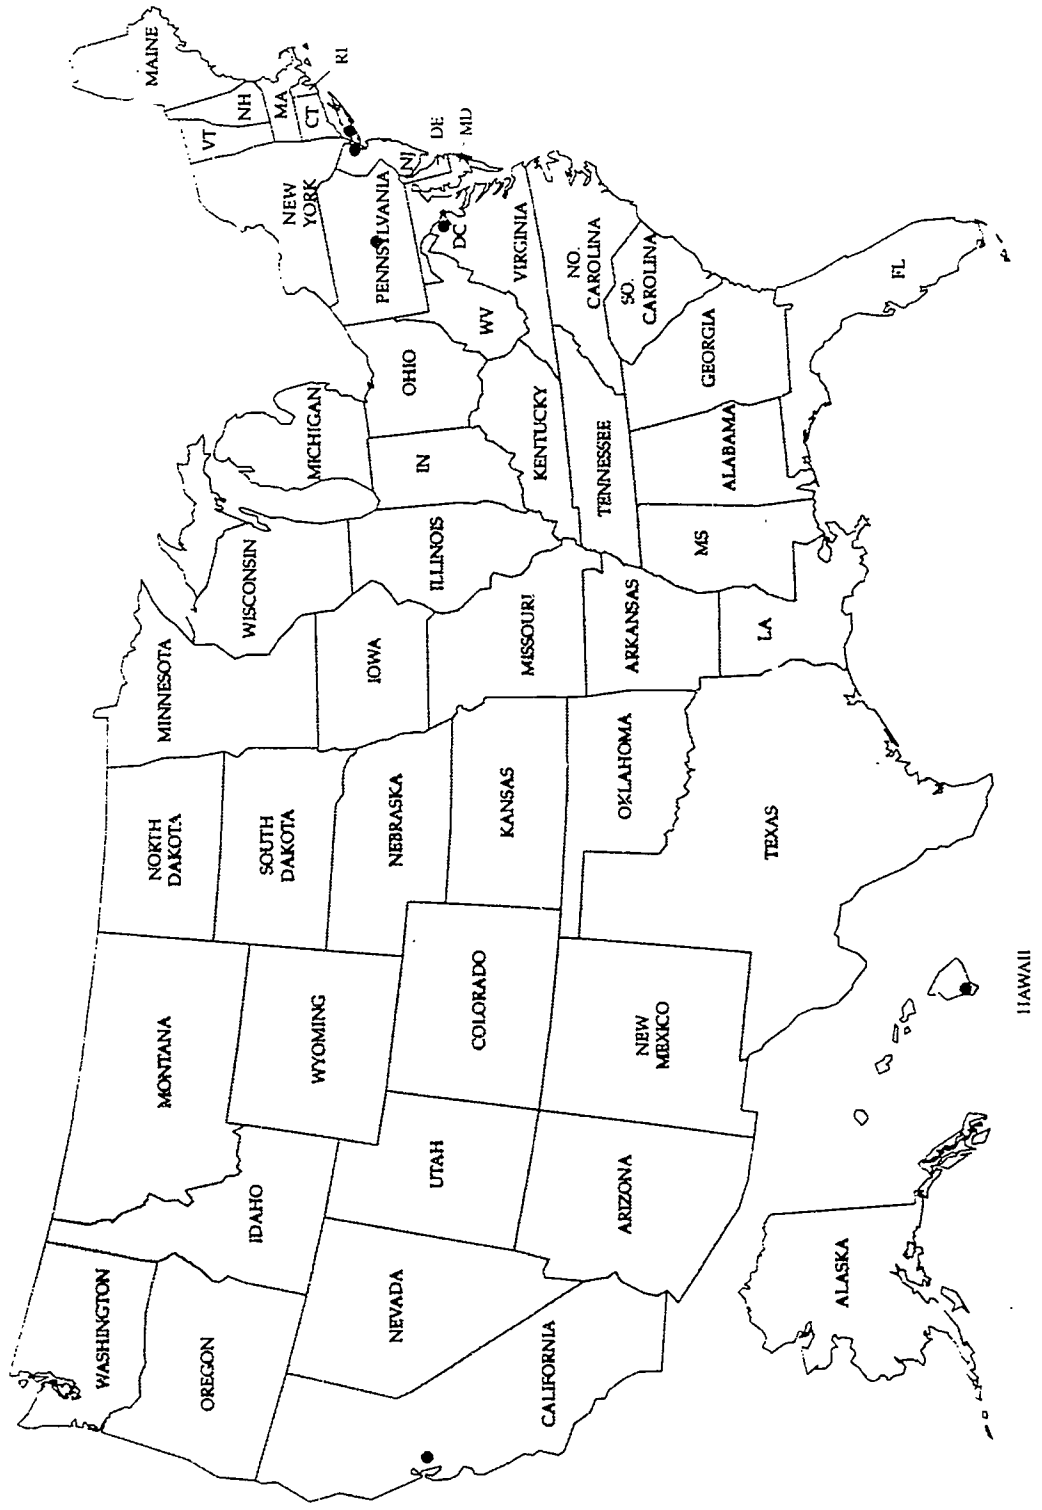 WASHINGTON
OREGON
CALIFORNIA
NEVADA
IDAHO
MONTANA
WYOMING
UTAH
ARIZONA
COLORADO
NEW
MEXICO
NORTH
DAKOTA
SOUTH
DAKOTA
NEBRASKA
KANSAS
OKLAHOMA
TEXAS
MINNESOTA
IOWA
MISSOURI
ARKANSAS
LA
WISCONSIN
ILLINOIS
MICHIGAN
IN
OHIO
KENTUCKY
TENNESSEE
MS
ALABAMA
GEORGIA
FL
SO.
CAROLINA
NO.
CAROLINA
VIRGINIA
WV
DC
PENNSYLVANIA
NEW
YORK
NJ
DE
MD
VT
NH
MA
CT
RI
MAINE
ALASKA
HAWAII